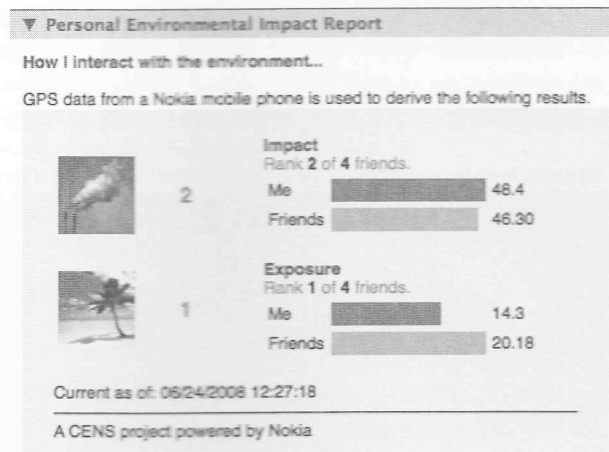 ▼ Personal Environmental Impact Report
How I interact with the environment...
GPS data from a Nokia mobile phone is used to derive the following results.
Impact
Rank 2 of 4 friends.
2
Me 48.4
Friends 46.30
Exposure
Rank 1 of 4 friends.
1
Me 14.3
Friends 20.18
Current as of: 06/24/2008 12:27:18
A CENS project powered by Nokia